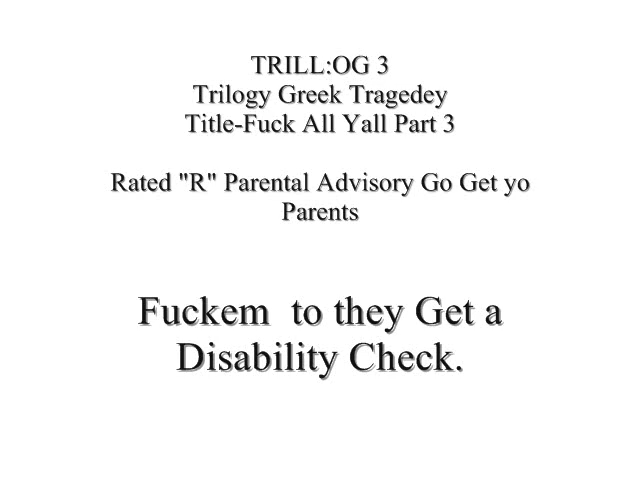 TRILL:OG 3
Trilogy Greek Tragedey
Title-Fuck All Yall Part 3
Rated "R" Parental Advisory Go Get yo
Parents
Fuckem  to they Get a
Disability Check.